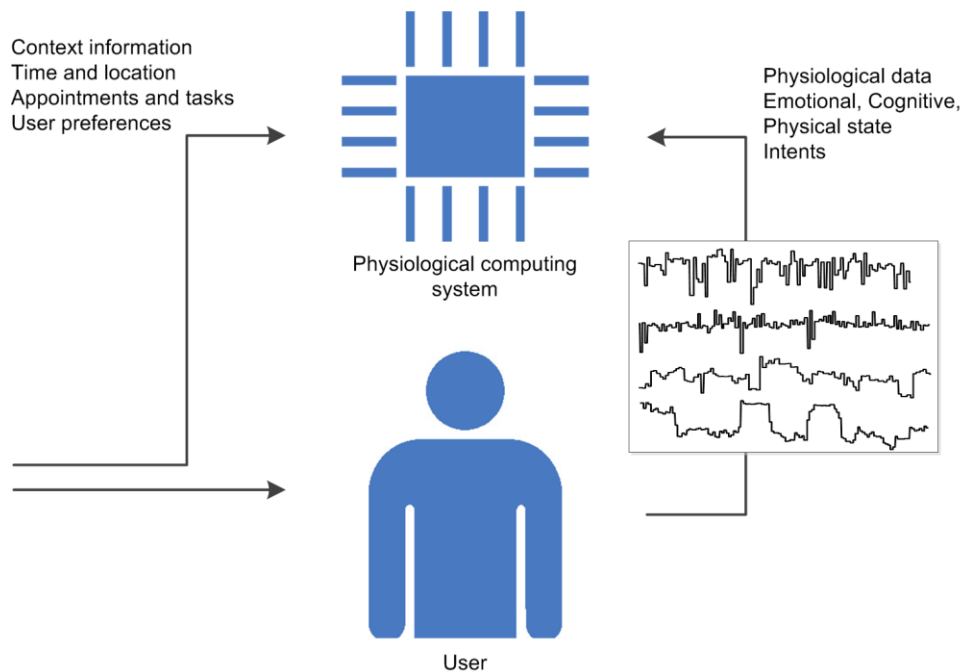 Context information
Time and location
Appointments and tasks
User preferences
Physiological data
Emotional, Cognitive,
Physical state
Intents
Physiological computing
system
User